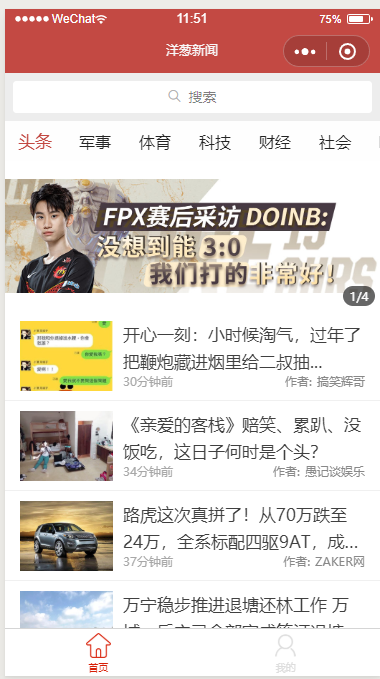 WeChat
11:51
75%
洋葱新闻
搜索
头条 军事 体育 科技 财经 社会
FPX赛后采访 DOINB:
没想到能 3:0
我们打的 非常好!
1/4
开心一刻：小时候淘气，过年了
把鞭炮藏进烟里给二叔抽...
30分钟前 作者: 搞笑辉哥
《亲爱的客栈》赔笑、累趴、没
饭吃，这日子何时是个头？
34分钟前 作者: 愚记谈娱乐
路虎这次真拼了！从70万跌至
24万，全系标配四驱9AT，成...
37分钟前 作者: ZAKER网
万宁稳步推进退塘还林工作 万
首页 我的